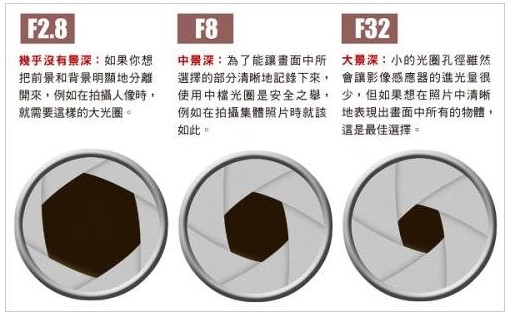 F2.8
幾乎沒有景深：如果你想
把前景和背景明顯地分離
開來，例如在拍攝人像時，
就需要這樣的大光圈。
F8
中景深：為了能讓畫面中所
選擇的部分清晰地記錄下來，
使用中檔光圈是安全之舉，
例如在拍攝集體照片時就該
如此。
F32
大景深：小的光圈孔徑雖然
會讓影像感應器的進光量很
少，但如果想在照片中清晰
地表現出畫面中所有的物體，
這是最佳選擇。